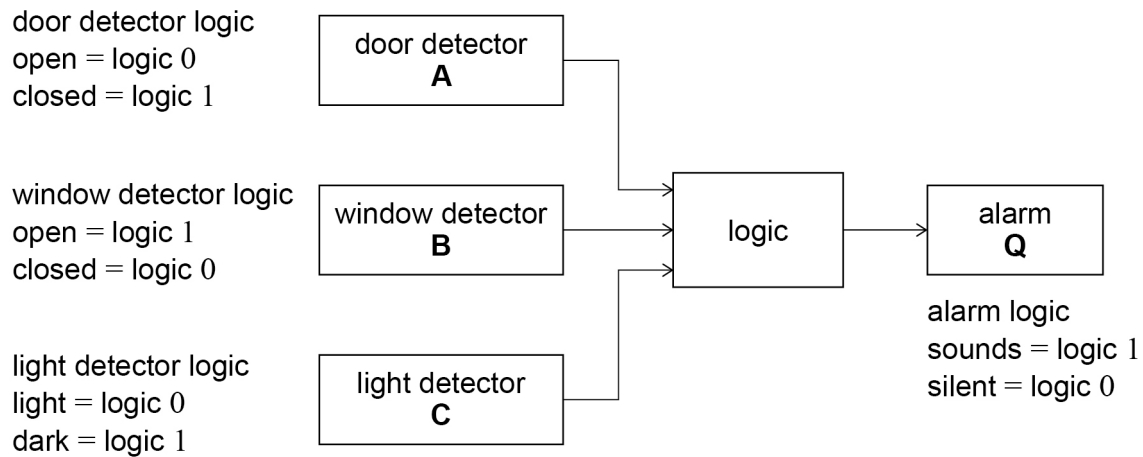 door detector logic
open = logic 0
closed = logic 1
door detector
A
window detector logic
open = logic 1
closed = logic 0
window detector
B
logic
alarm
Q
alarm logic
sounds = logic 1
silent = logic 0
light detector logic
light = logic 0
dark = logic 1
light detector
C